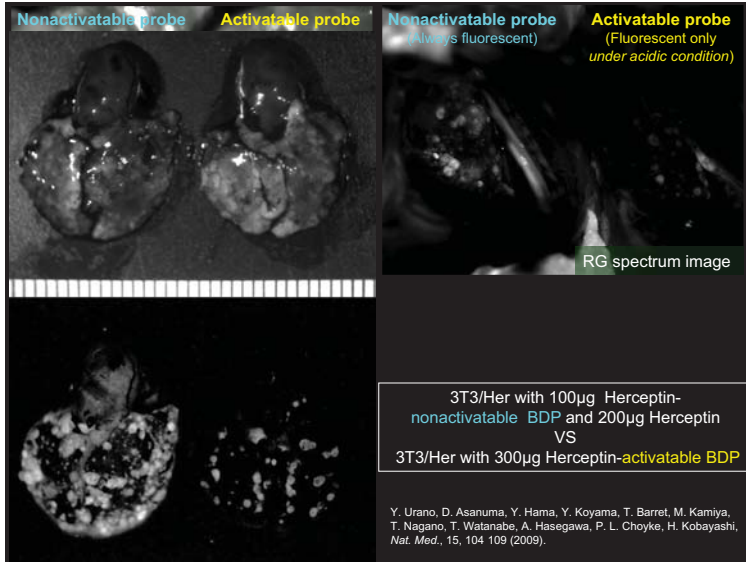 Nonactivatable probe
Activatable probe
Nonactivatable probe
(Always fluorescent)
Activatable probe
(Fluorescent only
under acidic condition)
RG spectrum image
3T3/Her with 100µg Herceptin-
nonactivatable BDP and 200µg Herceptin
VS
3T3/Her with 300µg Herceptin-activatable BDP
Y. Urano, D. Asanuma, Y. Hama, Y. Koyama, T. Barret, M. Kamiya,
T. Nagano, T. Watanabe, A. Hasegawa, P. L. Choyke, H. Kobayashi,
Nat. Med., 15, 104 109 (2009).